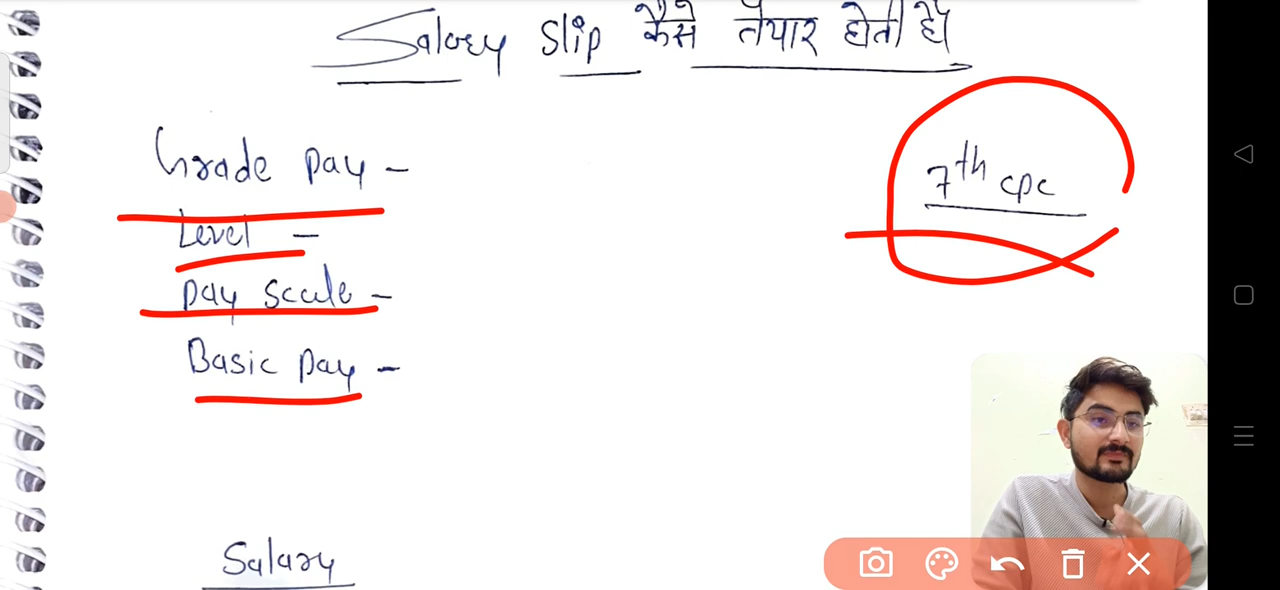 Salary slip कैसे तैयार होती है।
Grade pay -
7th cpc
Level -
pay scale -
Basic pay -
Salary